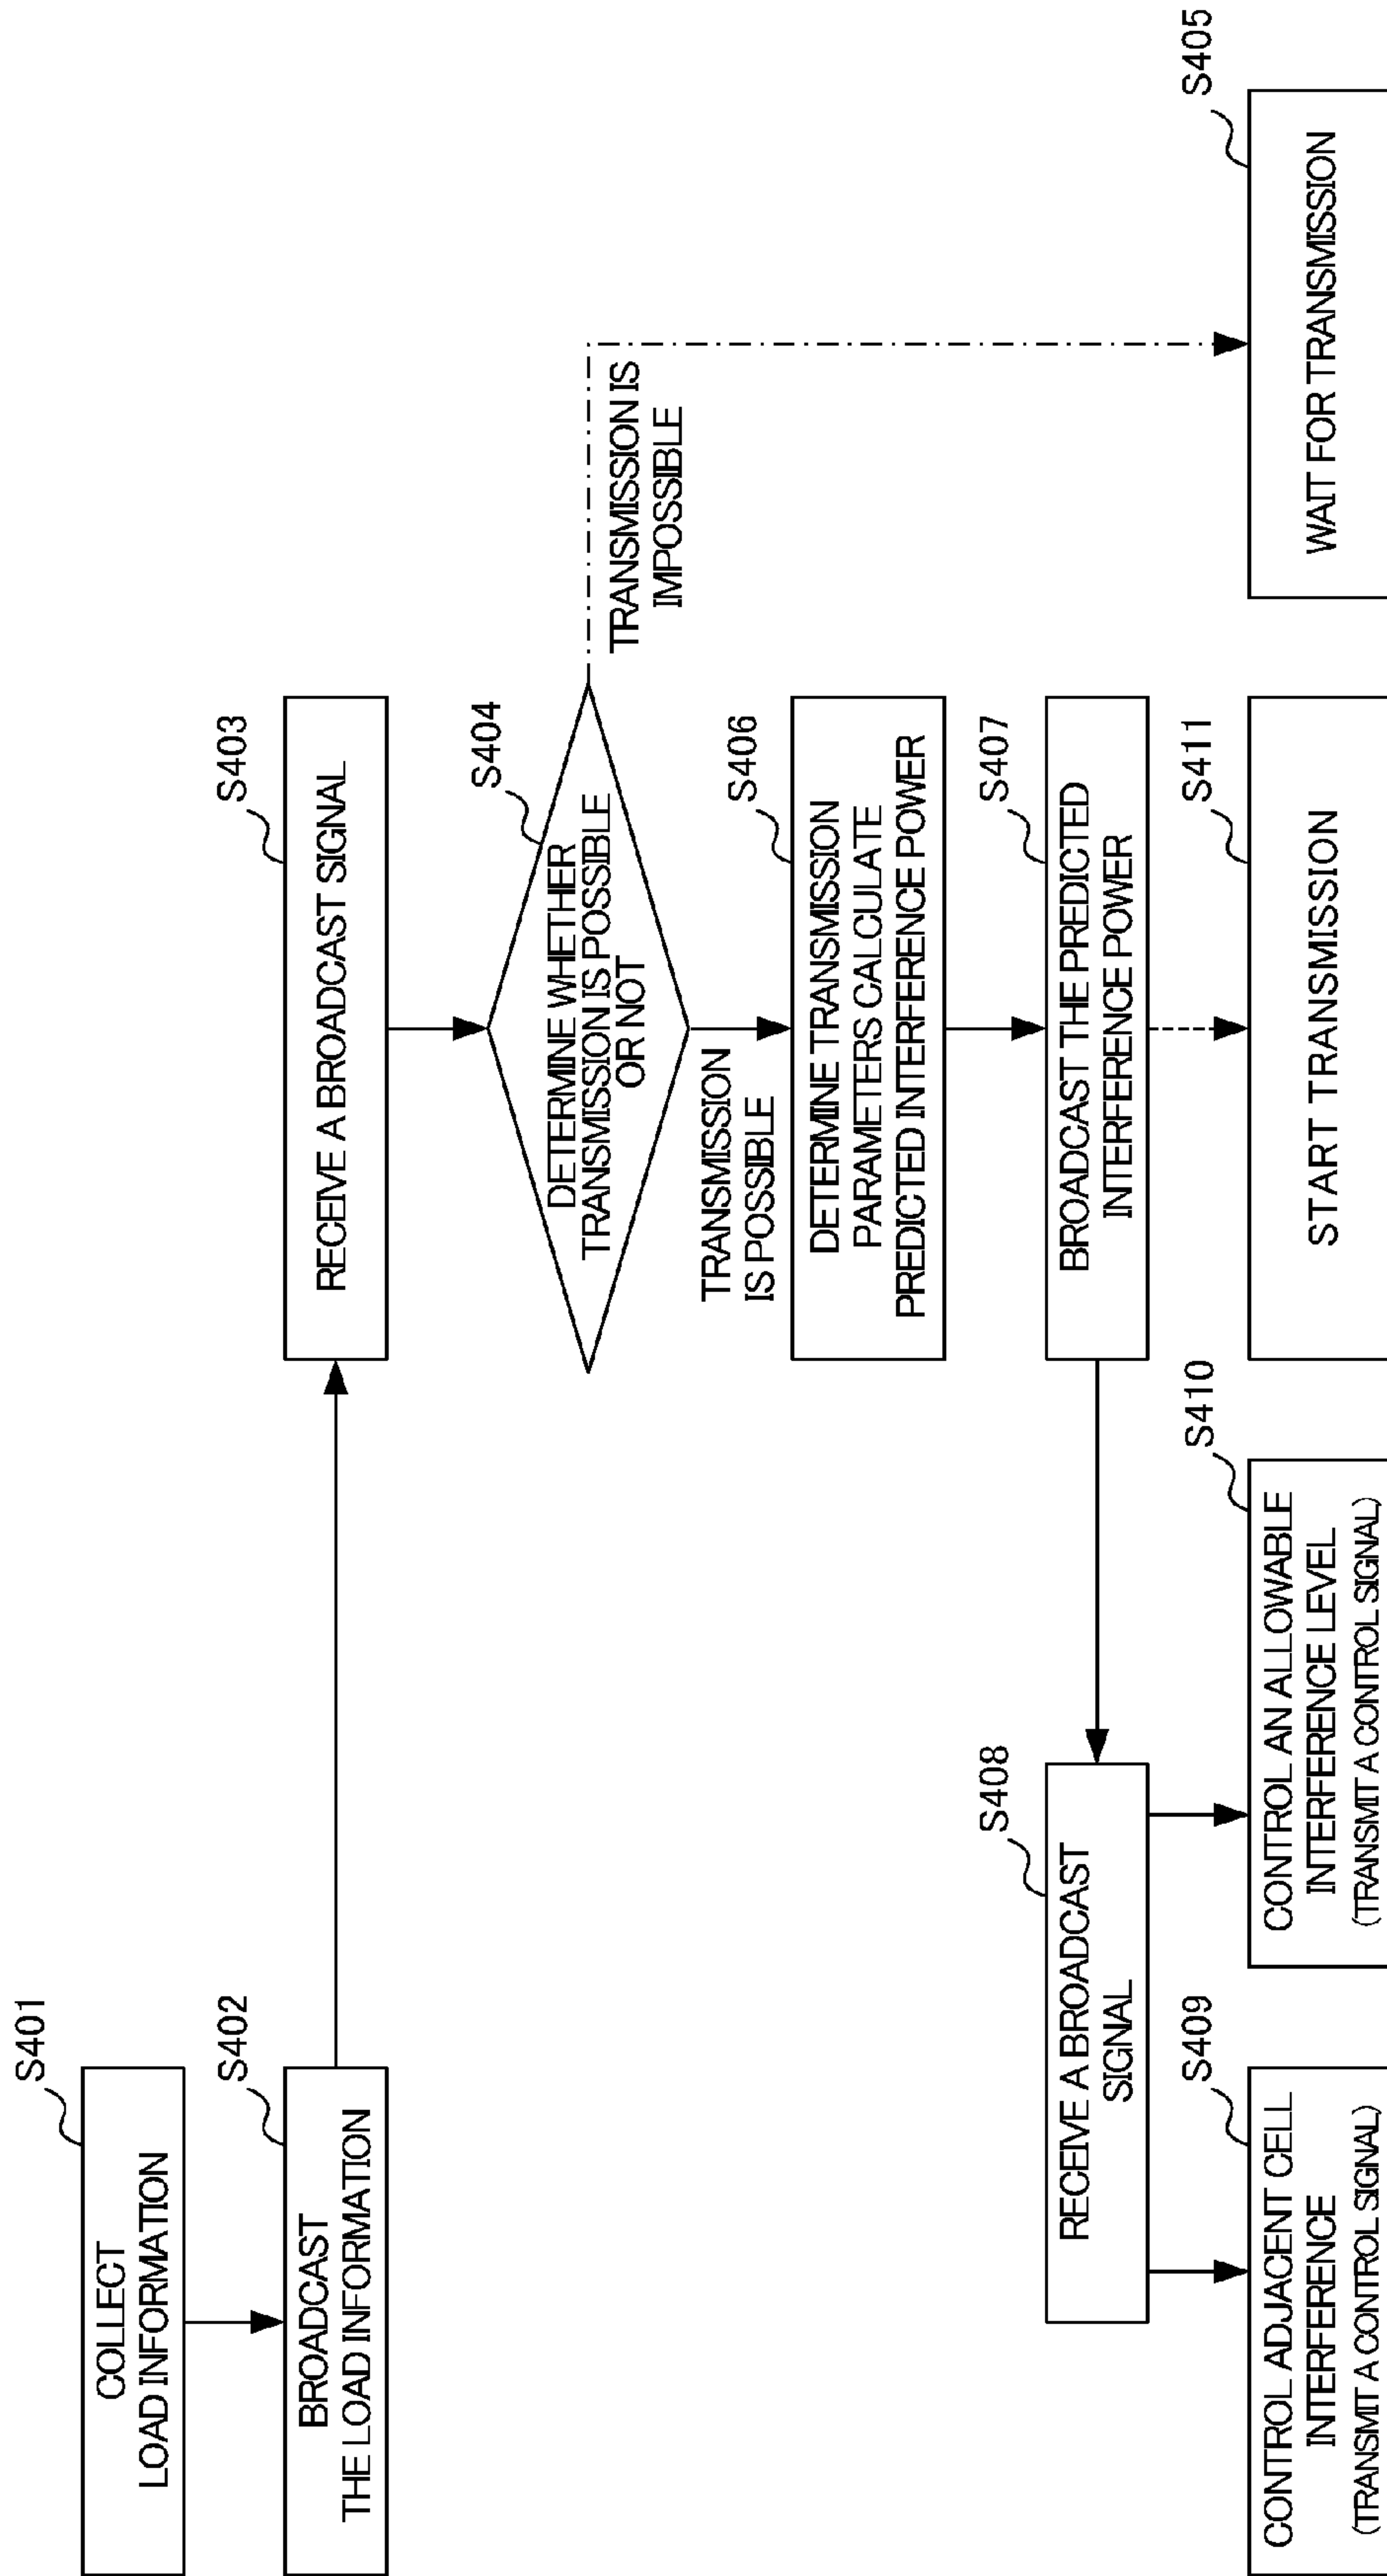 S401
COLLECT
LOAD INFORMATION
S402
BROADCAST
THE LOAD INFORMATION
S403
RECEIVE A BROADCAST SIGNAL
S404
DETERMINE WHETHER
TRANSMISSION IS POSSIBLE
OR NOT
TRANSMISSION IS
IMPOSSIBLE
TRANSMISSION
IS POSSIBLE
S406
DETERMINE TRANSMISSION
PARAMETERS CALCULATE
PREDICTED INTERFERENCE POWER
S407
BROADCAST THE PREDICTED
INTERFERENCE POWER
S408
RECEIVE A BROADCAST
SIGNAL
S409
CONTROL ADJACENT CELL
INTERFERENCE
(TRANSMIT A CONTROL SIGNAL)
S410
CONTROL AN ALLOWABLE
INTERFERENCE LEVEL
(TRANSMIT A CONTROL SIGNAL)
S411
START TRANSMISSION
S405
WAIT FOR TRANSMISSION